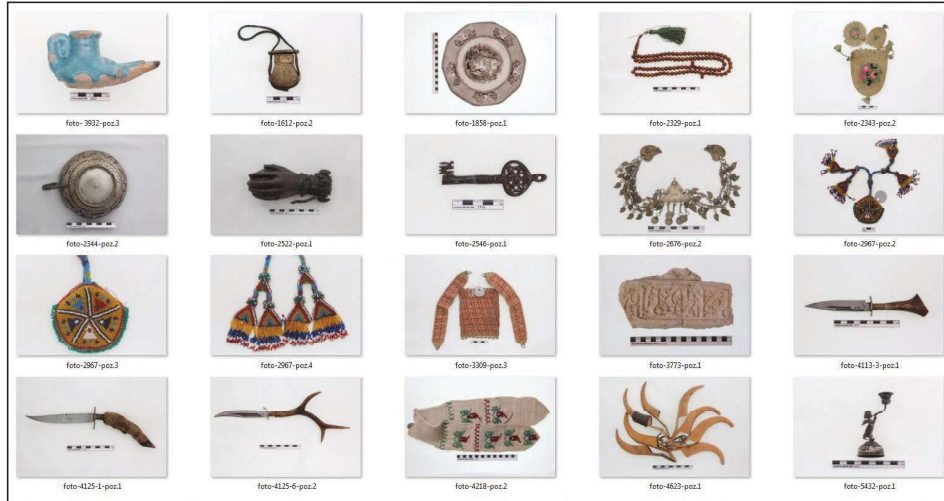 foto- 3932-poz.3
foto-1612-poz.2
foto-1858-poz.1
foto-2329-poz.1
foto-2343-poz.2
foto-2344-poz.2
foto-2522-poz.1
foto-2546-poz.1
foto-2676-poz.2
foto-2967-poz.2
foto-2967-poz.3
foto-2967-poz.4
foto-3309-poz.3
foto-3773-poz.1
foto-4113-3-poz.1
foto-4125-1-poz.1
foto-4125-6-poz.2
foto-4218-poz.2
foto-4623-poz.1
foto-5432-poz.1